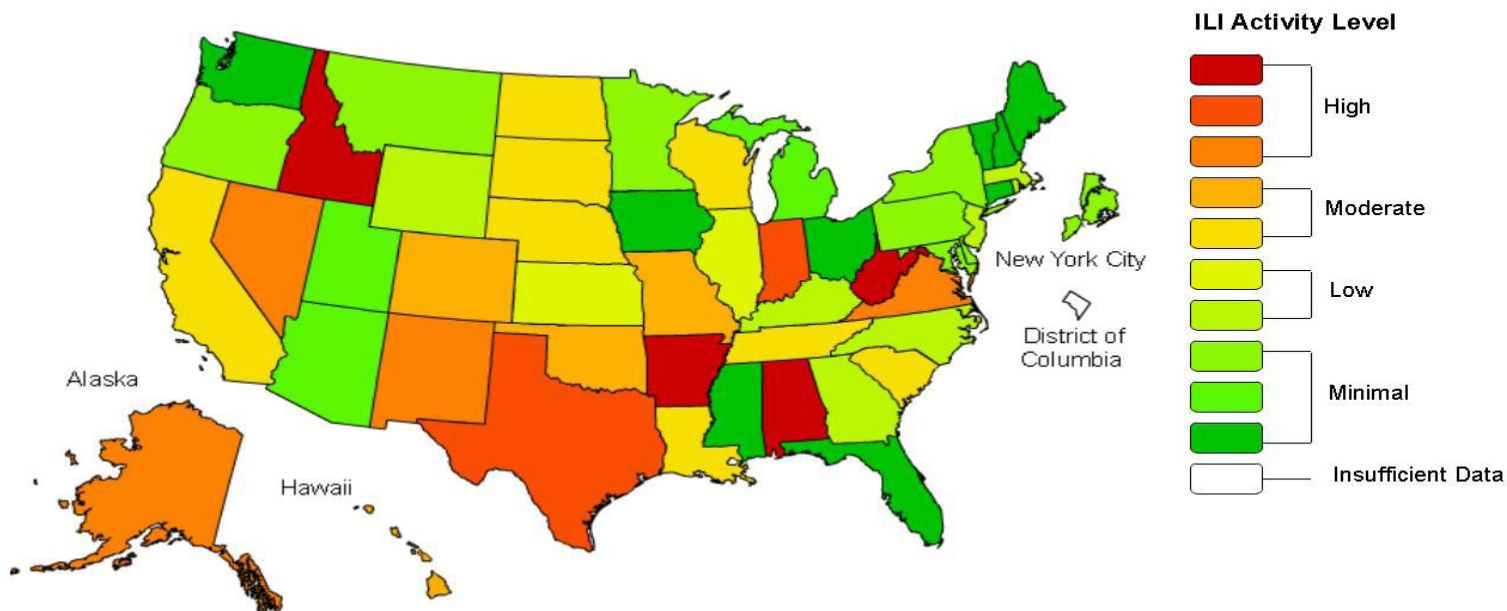 ILI Activity Level
High
Moderate
Low
Minimal
Insufficient Data
New York City
District of
Columbia
Alaska
Hawaii